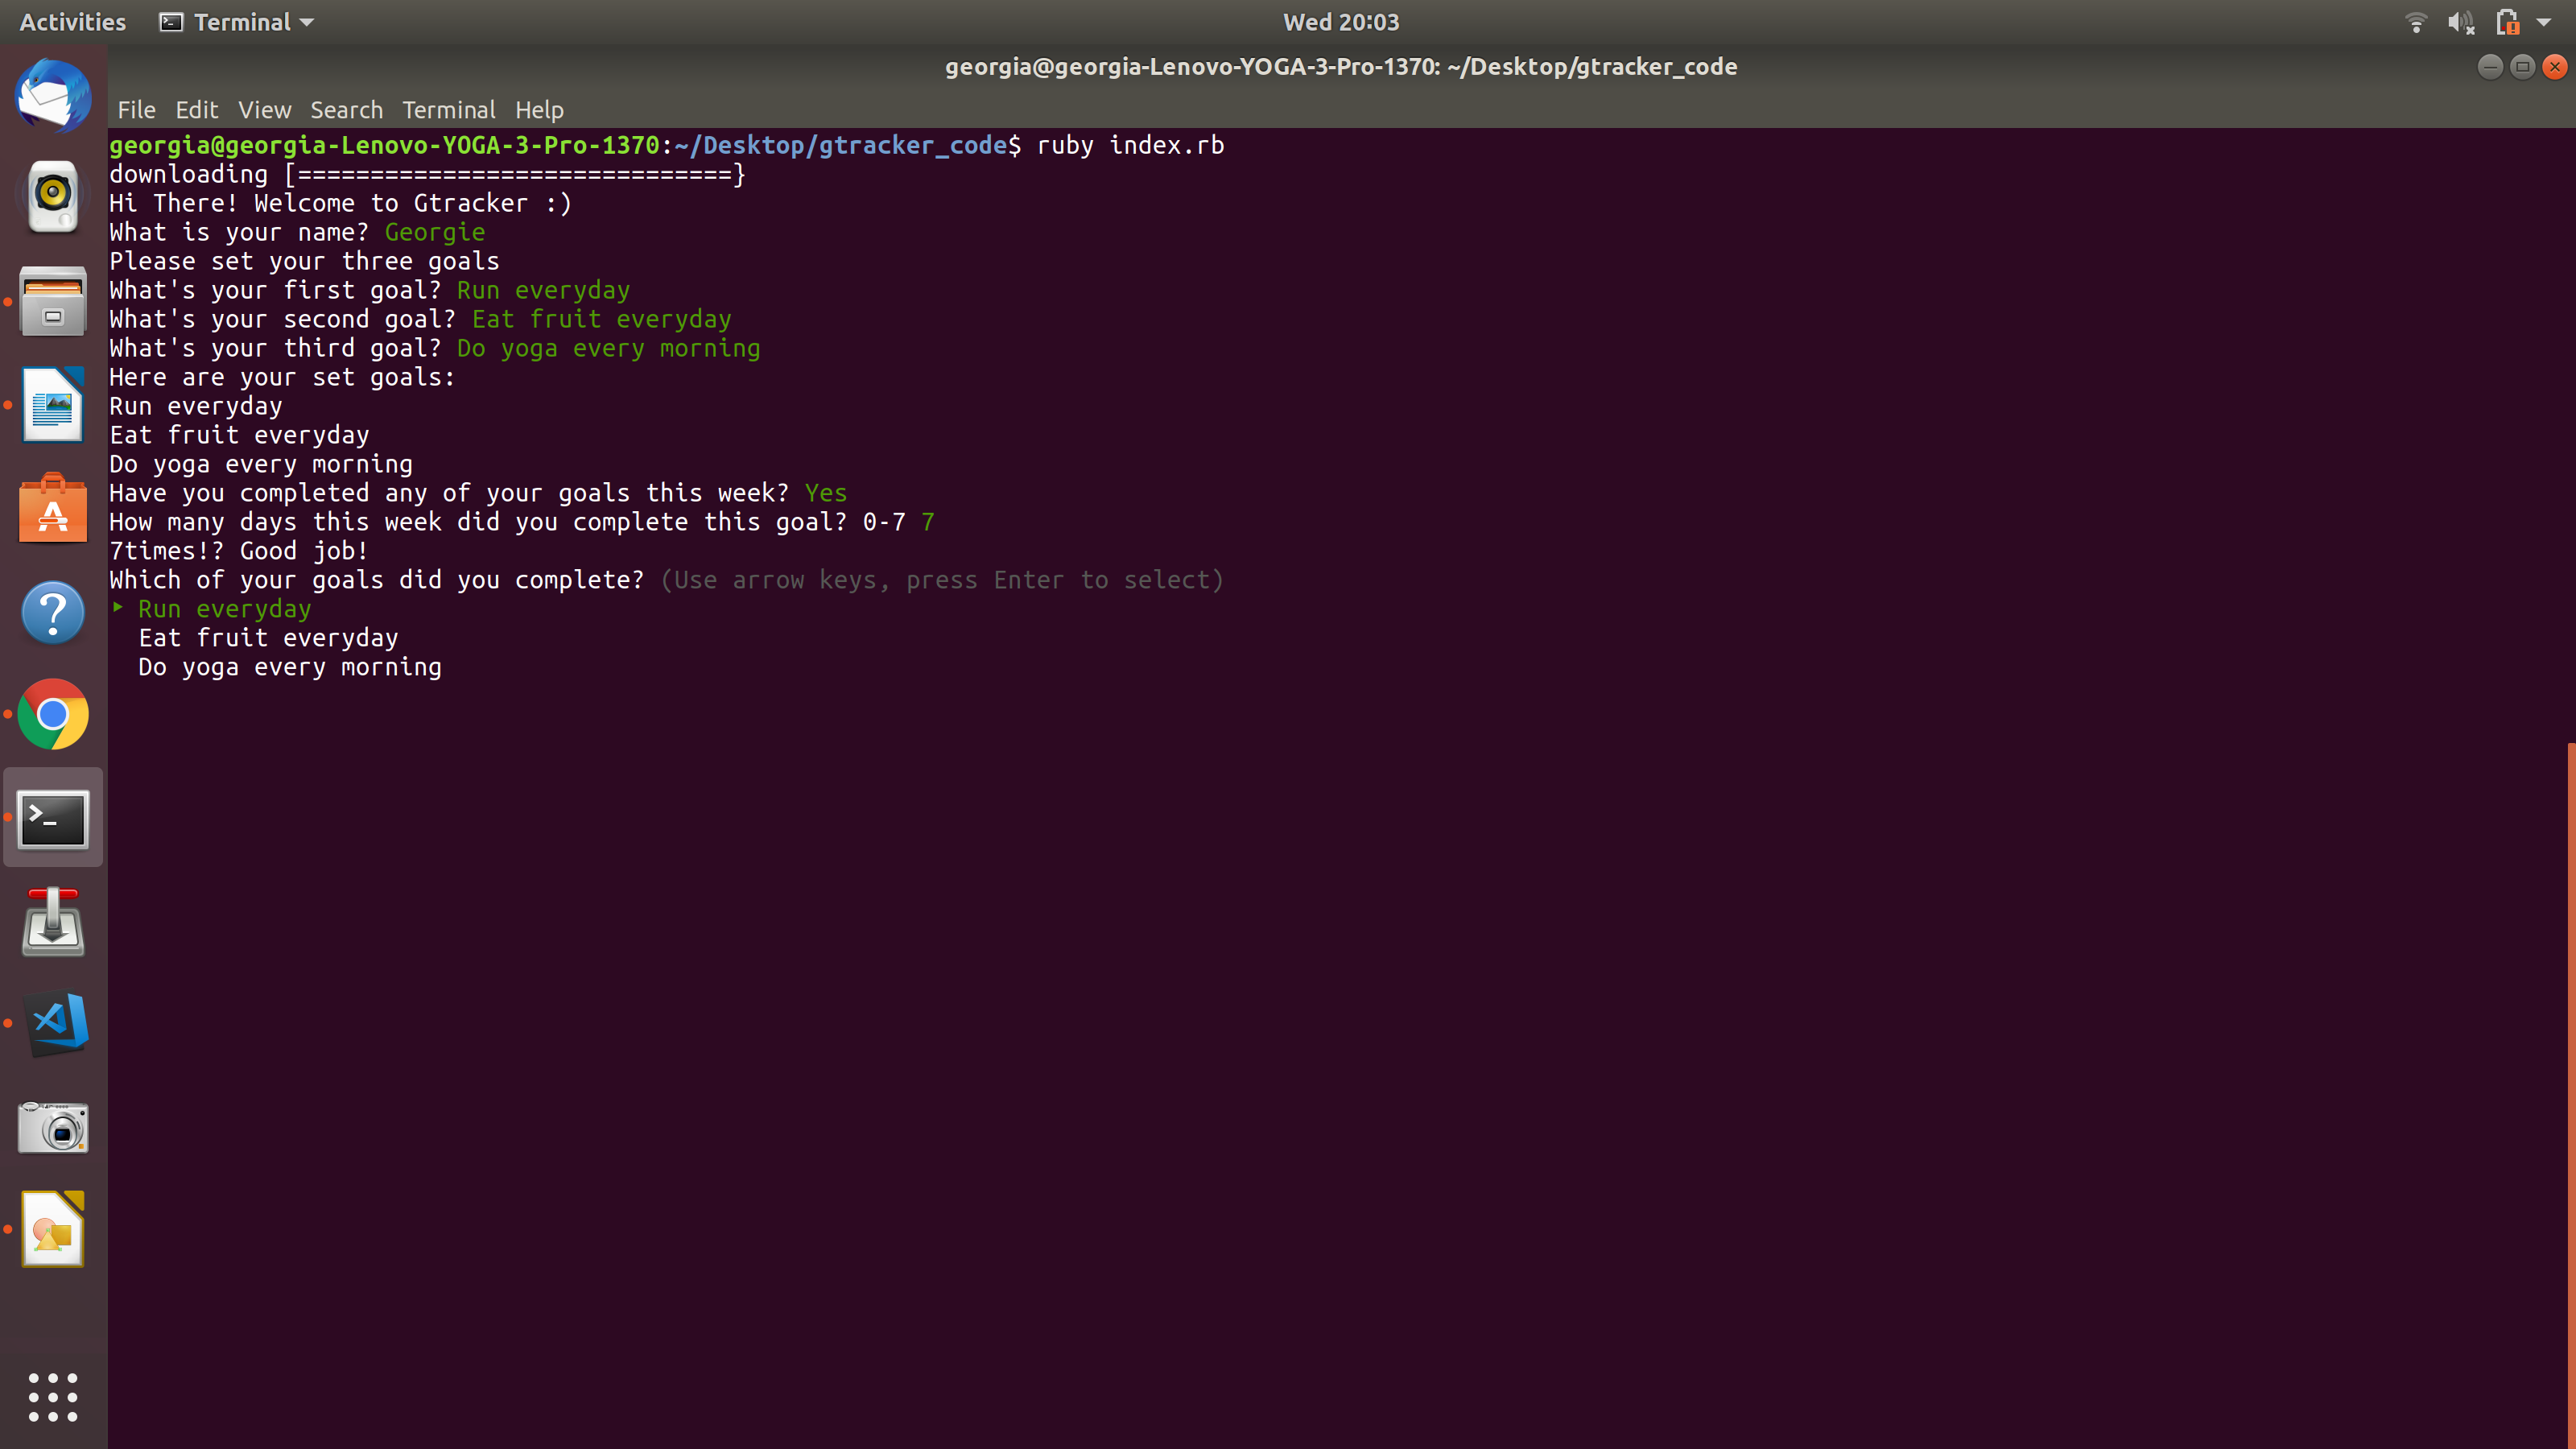 Activities Terminal Wed 20:03
georgia@georgia-Lenovo-YOGA-3-Pro-1370: ~/Desktop/gtracker_code
File Edit View Search Terminal Help
georgia@georgia-Lenovo-YOGA-3-Pro-1370:~/Desktop/gtracker_code$ ruby index.rb
downloading [==============================}
Hi There! Welcome to Gtracker :)
What is your name? Georgie
Please set your three goals
What's your first goal? Run everyday
What's your second goal? Eat fruit everyday
What's your third goal? Do yoga every morning
Here are your set goals:
Run everyday
Eat fruit everyday
Do yoga every morning
Have you completed any of your goals this week? Yes
How many days this week did you complete this goal? 0-7 7
7times!? Good job!
Which of your goals did you complete? (Use arrow keys, press Enter to select)
‣ Run everyday
Eat fruit everyday
Do yoga every morning